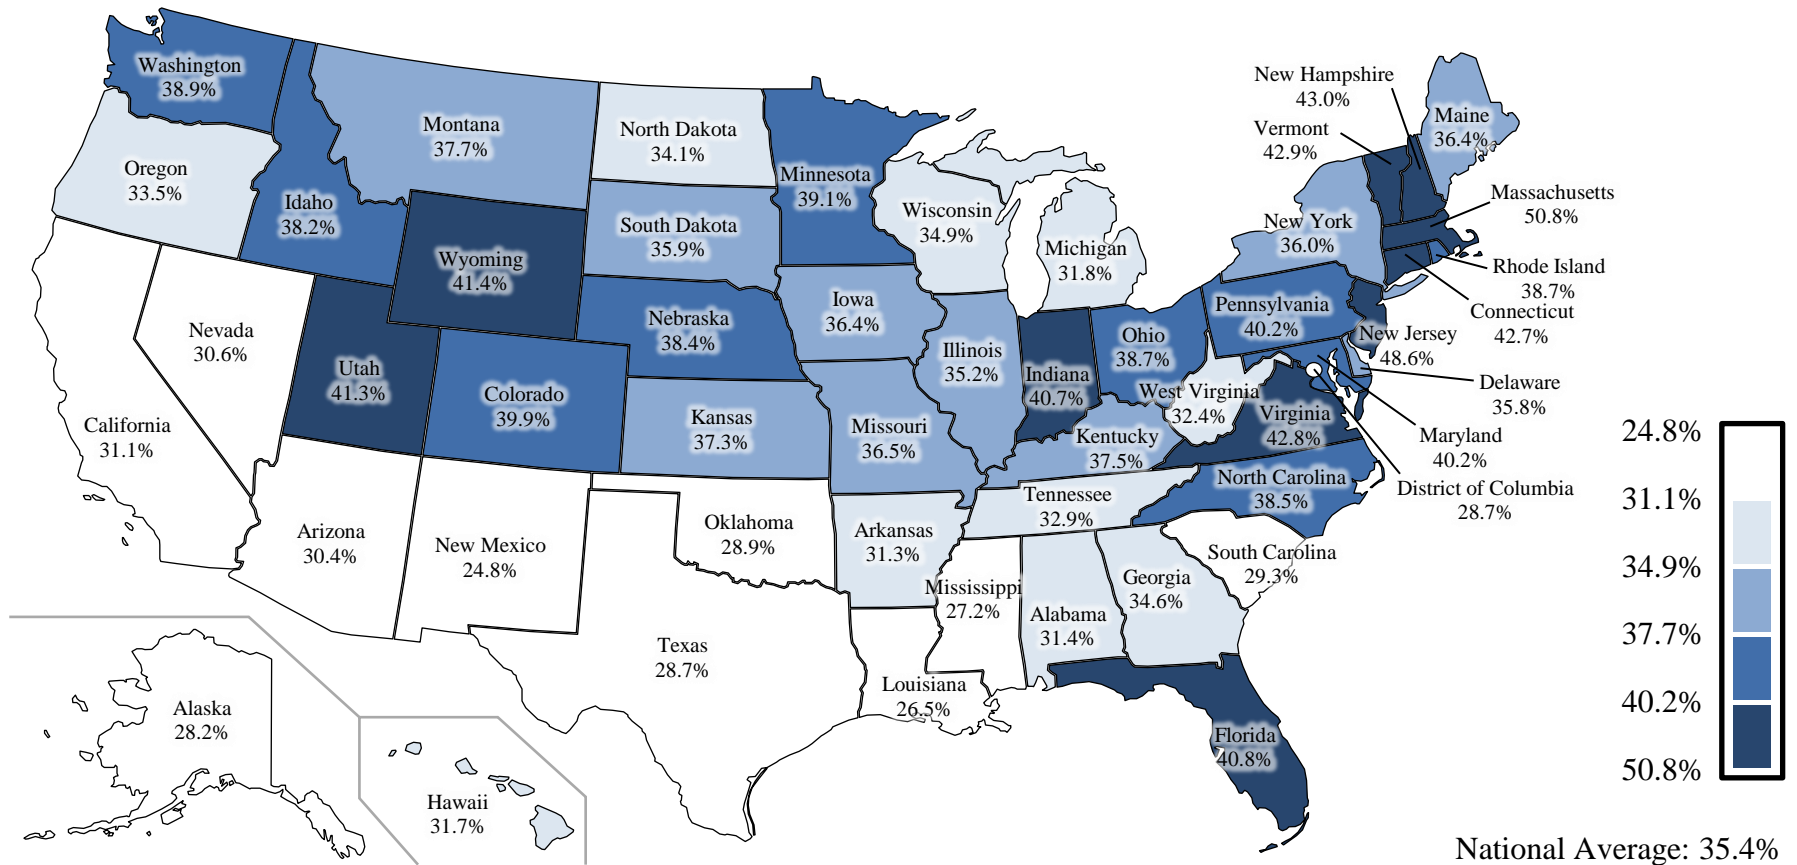 Washington
38.9%
Montana
37.7%
North Dakota
34.1%
Minnesota
39.1%
New Hampshire
43.0%
Vermont
42.9%
Maine
36.4%
Oregon
33.5%
Idaho
38.2%
Wyoming
41.4%
South Dakota
35.9%
Wisconsin
34.9%
Michigan
31.8%
New York
36.0%
Massachusetts
50.8%
Rhode Island
38.7%
Connecticut
42.7%
Nevada
30.6%
Utah
41.3%
Colorado
39.9%
Nebraska
38.4%
Iowa
36.4%
Illinois
35.2%
Indiana
40.7%
Ohio
38.7%
Pennsylvania
40.2%
New Jersey
48.6%
Delaware
35.8%
Maryland
40.2%
District of Columbia
28.7%
California
31.1%
Kansas
37.3%
Missouri
36.5%
Kentucky
37.5%
West Virginia
32.4%
Virginia
42.8%
North Carolina
38.5%
Tennessee
32.9%
Arizona
30.4%
New Mexico
24.8%
Oklahoma
28.9%
Arkansas
31.3%
Mississippi
27.2%
Alabama
31.4%
Georgia
34.6%
South Carolina
29.3%
Texas
28.7%
Louisiana
26.5%
Florida
40.8%
Alaska
28.2%
Hawaii
31.7%
24.8%
31.1%
34.9%
37.7%
40.2%
50.8%
National Average: 35.4%